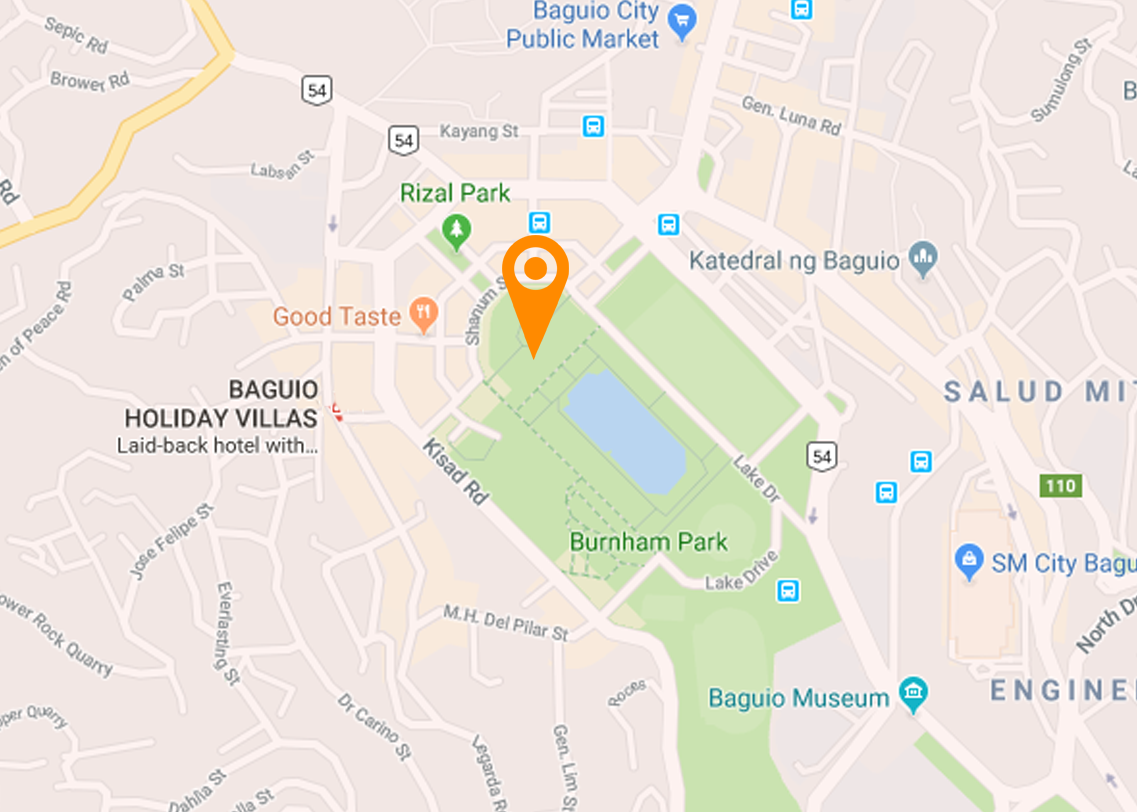 Baguio City
Public Market
Sepic Rd
Brower Rd
54
Sumulong St
Gen. Luna Rd
54
Kayang St
Labsan St
Rd
Rizal Park
Katedral ng Baguio
Palma St
Shanum S
Good Taste
n of Peace Rd
BAGUIO
HOLIDAY VILLAS
Laid-back hotel with...
SALUD MIT
Kisad Rd
Lake Dr
54
110
Jose Felipe St
Burnham Park
Lake Drive
SM City Bagu
Everlasting St
M.H. Del Pilar St
ower Rock Quarry
North Dr
ENGINE
Baguio Museum
Roces
per Quarry
Dr Carino St
Legarda R
Gen. Lim St
Dahlia St
lla St